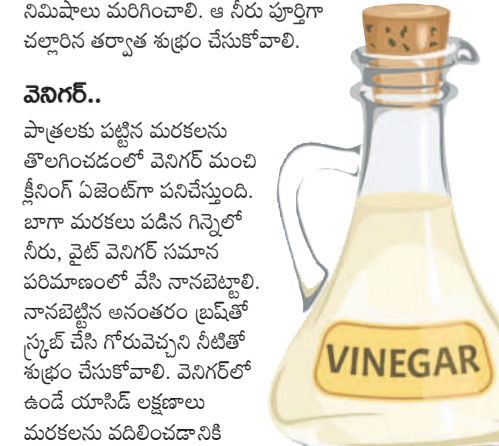 నిమిషాలు మరిగించాలి. ఆ నీరు పూర్తిగా
చల్లారిన తర్వాత శుభ్రం చేసుకోవాలి.
వెనిగర్..
పాత్రలకు పట్టిన మరకలను
తొలగించడంలో వెనిగర్ మంచి
క్లీనింగ్ ఏజెంట్‌గా పనిచేస్తుంది.
బాగా మరకలు పడిన గిన్నెలో
నీరు, వైట్ వెనిగర్ సమాన
పరిమాణంలో వేసి నానబెట్టాలి.
నానబెట్టిన అనంతరం బ్రష్‌తో
స్క్రబ్ చేసి గోరువెచ్చని నీటితో
శుభ్రం చేసుకోవాలి. వెనిగర్‌లో
ఉండే యాసిడ్ లక్షణాలు
మరకలను వదిలించడానికి
VINEGAR